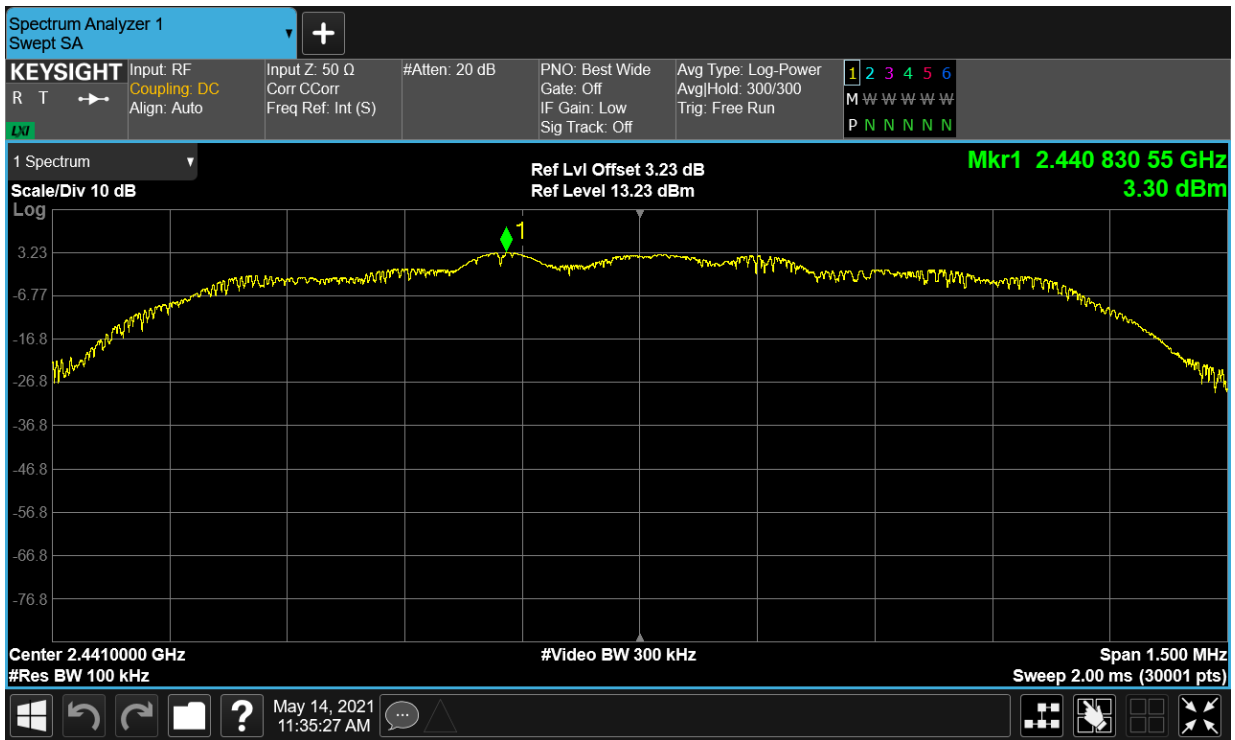 Spectrum Analyzer 1
Swept SA
+
KEYSIGHT
R T
LXI
Input: RF
Coupling: DC
Align: Auto
Input Z: 50 Ω
Corr CCorr
Freq Ref: Int (S)
#Atten: 20 dB
PNO: Best Wide
Gate: Off
IF Gain: Low
Sig Track: Off
Avg Type: Log-Power
Avg|Hold: 300/300
Trig: Free Run
1 2 3 4 5 6
M W W W W W
P N N N N N
1 Spectrum
Scale/Div 10 dB
Ref Lvl Offset 3.23 dB
Ref Level 13.23 dBm
Mkr1 2.440 830 55 GHz
3.30 dBm
Log
1
3.23
-6.77
-16.8
-26.8
-36.8
-46.8
-56.8
-66.8
-76.8
Center 2.4410000 GHz
#Res BW 100 kHz
#Video BW 300 kHz
Span 1.500 MHz
Sweep 2.00 ms (30001 pts)
?
May 14, 2021
11:35:27 AM